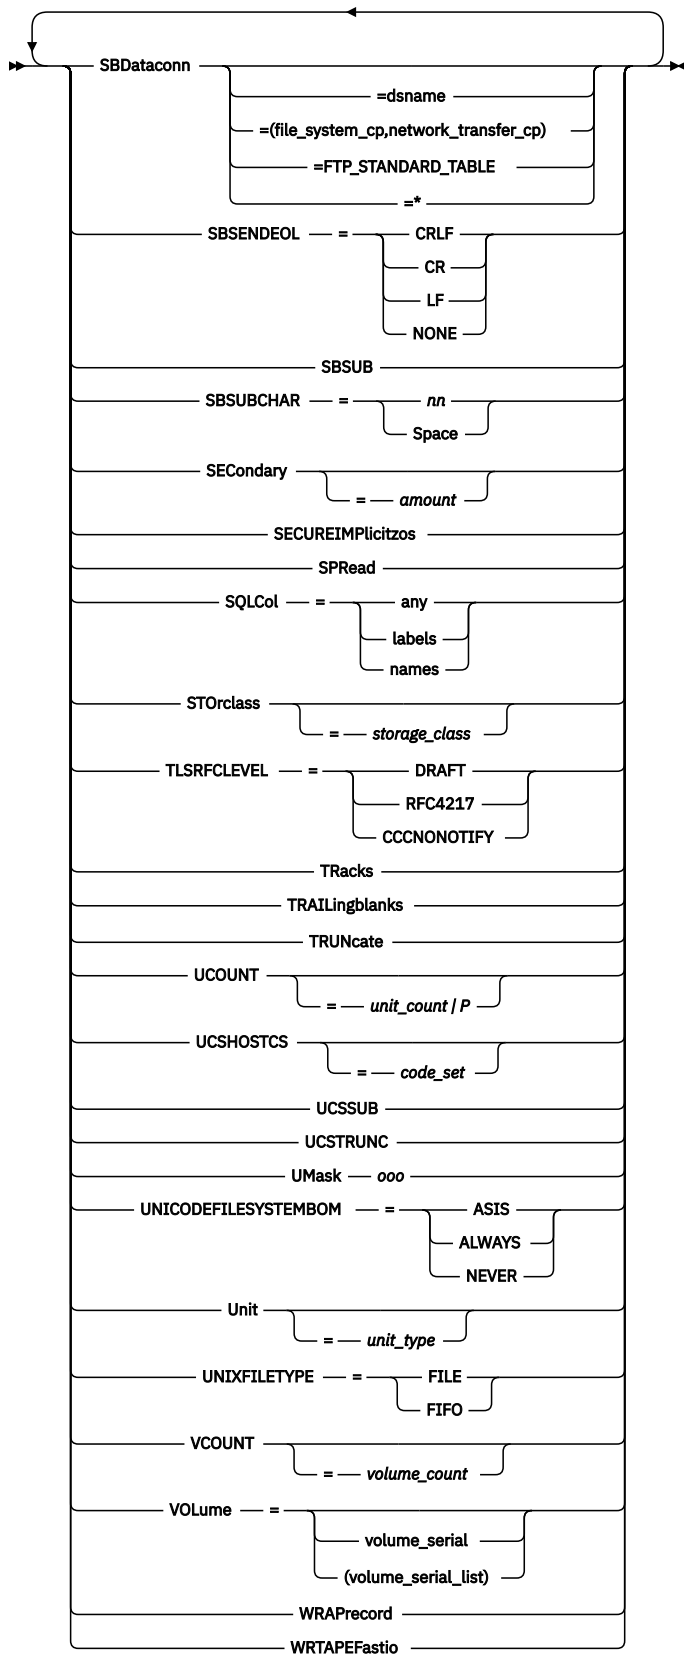 SBDataconn
=dsname
=(file_system_cp,network_transfer_cp)
=FTP_STANDARD_TABLE
=*
SBSENDEOL = CRLF
CR
LF
NONE
SBSUB
SBSUBCHAR = nn
Space
SECondary
= amount
SECUREIMPlicitzos
SPRead
SQLCol = any
labels
names
STOrclass
= storage_class
TLSRFCLEVEL = DRAFT
RFC4217
CCCNONOTIFY
TRacks
TRAILingblanks
TRUNcate
UCOUNT
= unit_count | P
UCSHOSTCS
= code_set
UCSSUB
UCSTRUNC
UMask ooo
UNICODEFILESYSTEMBOM = ASIS
ALWAYS
NEVER
Unit
= unit_type
UNIXFILETYPE = FILE
FIFO
VCOUNT
= volume_count
VOLume =
volume_serial
(volume_serial_list)
WRAPrecord
WRTAPEFastio